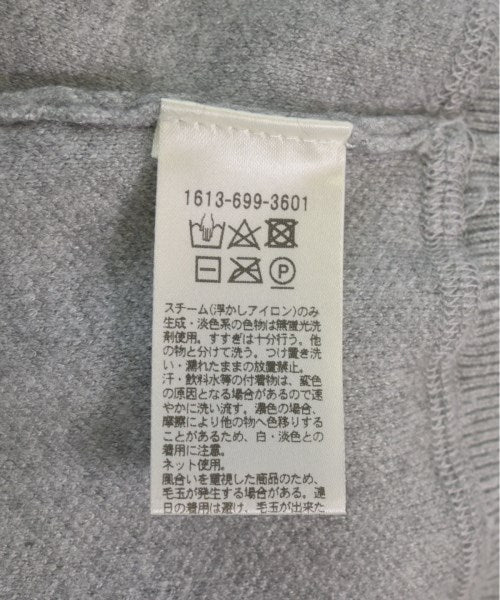 1613-699-3601
P
スチーム(浮かしアイロン)のみ
生成・淡色系の色物は無蛍光洗
剤使用。すすぎは十分行う。他
の物と分けて洗う。つけ置き洗
い・濡れたままの放置禁止。
汗・飲料水等の付着物は、変色
の原因となる場合があるので速
やかに洗い流す。濃色の場合、
摩擦により他の物へ色移りする
ことがあるため、白・淡色との
着用に注意。
ネット使用。
風合いを重視した商品のため、
毛玉が発生する場合がある。連
日の着用は避け、毛玉が出来た